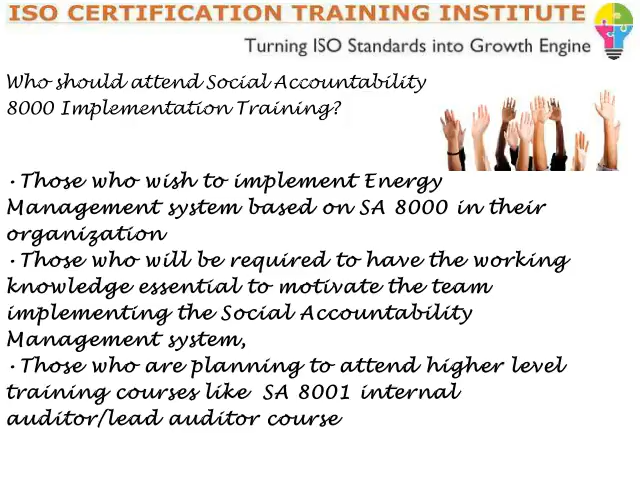 ISO CERTIFICATION TRAINING INSTITUTE
Turning ISO Standards into Growth Engine
Who should attend Social Accountability
8000 Implementation Training?
•Those who wish to implement Energy
Management system based on SA 8000 in their
organization
•Those who will be required to have the working
knowledge essential to motivate the team
implementing the Social Accountability
Management system,
•Those who are planning to attend higher level
training courses like  SA 8001 internal
auditor/lead auditor course